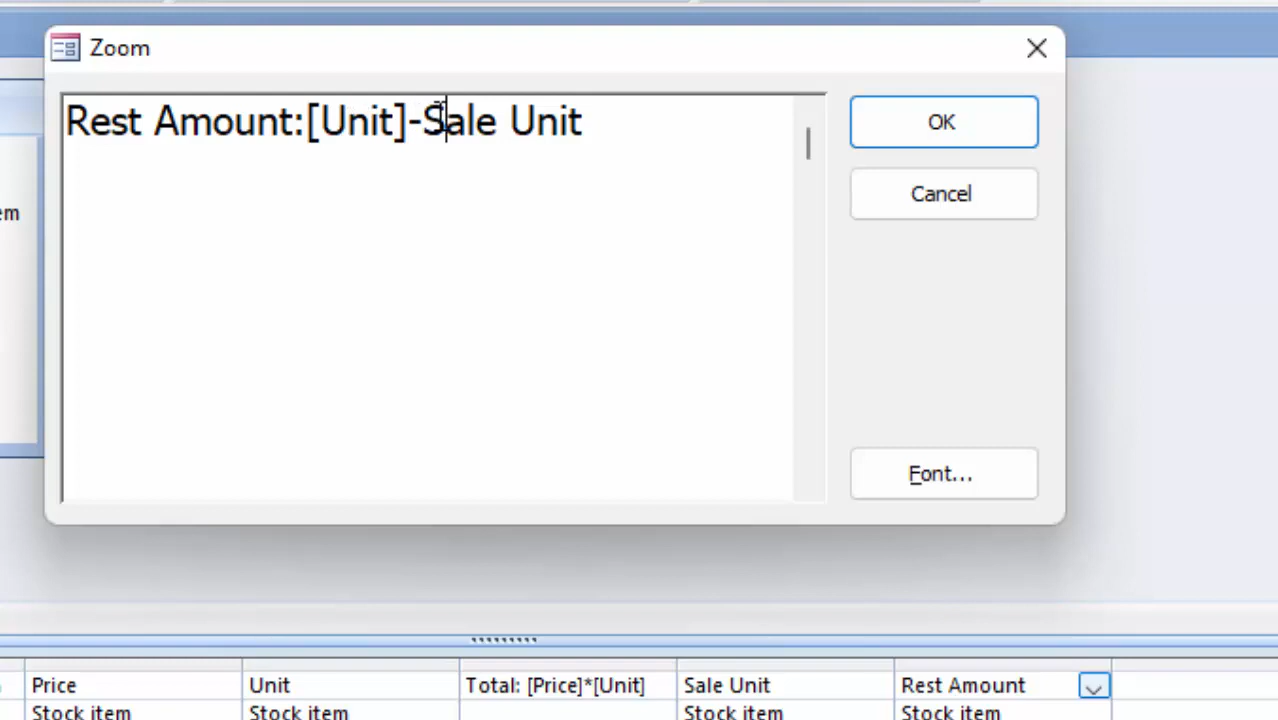 Zoom
Rest Amount:[Unit]-Sale Unit
OK
Cancel
Font...
em
Price
Unit
Total: [Price]*[Unit]
Sale Unit
Rest Amount
Stock item
Stock item
Stock item
Stock item